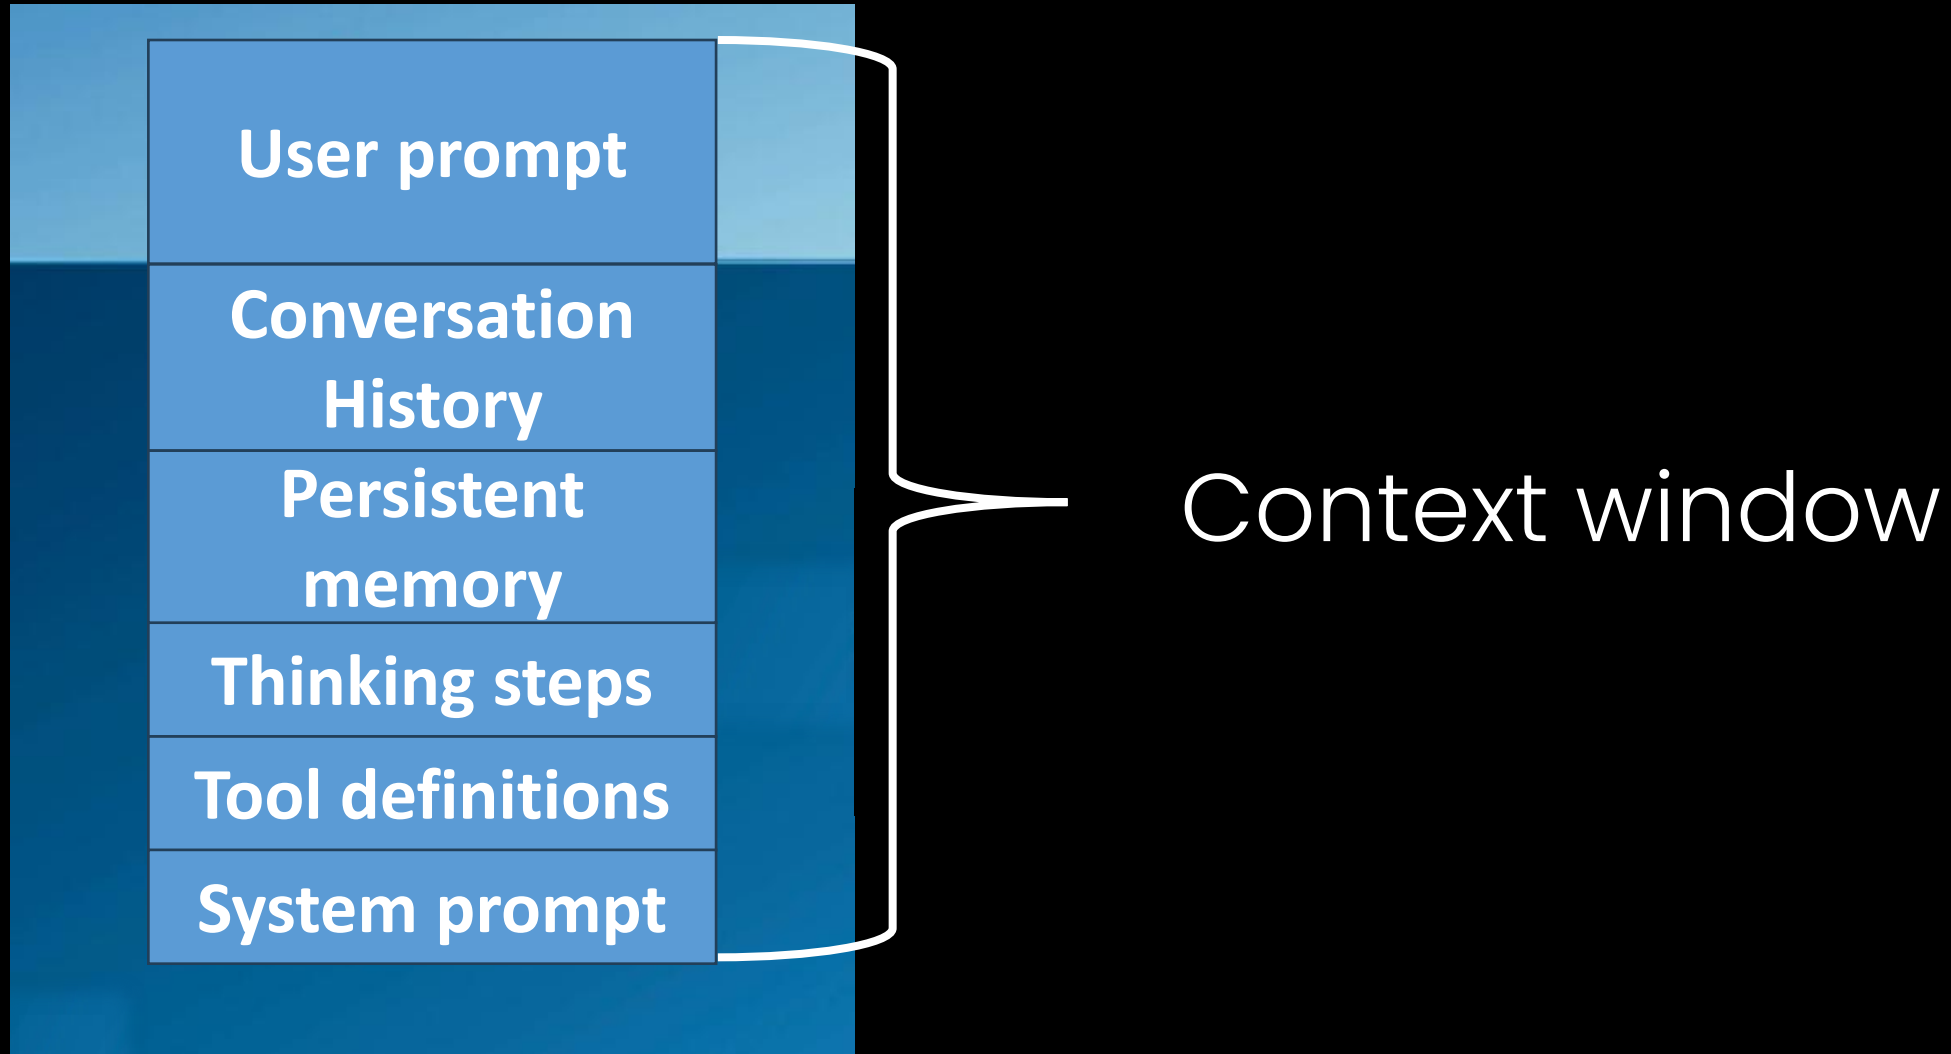 User prompt
Conversation
History
Persistent
memory
Thinking steps
Tool definitions
System prompt
Context window